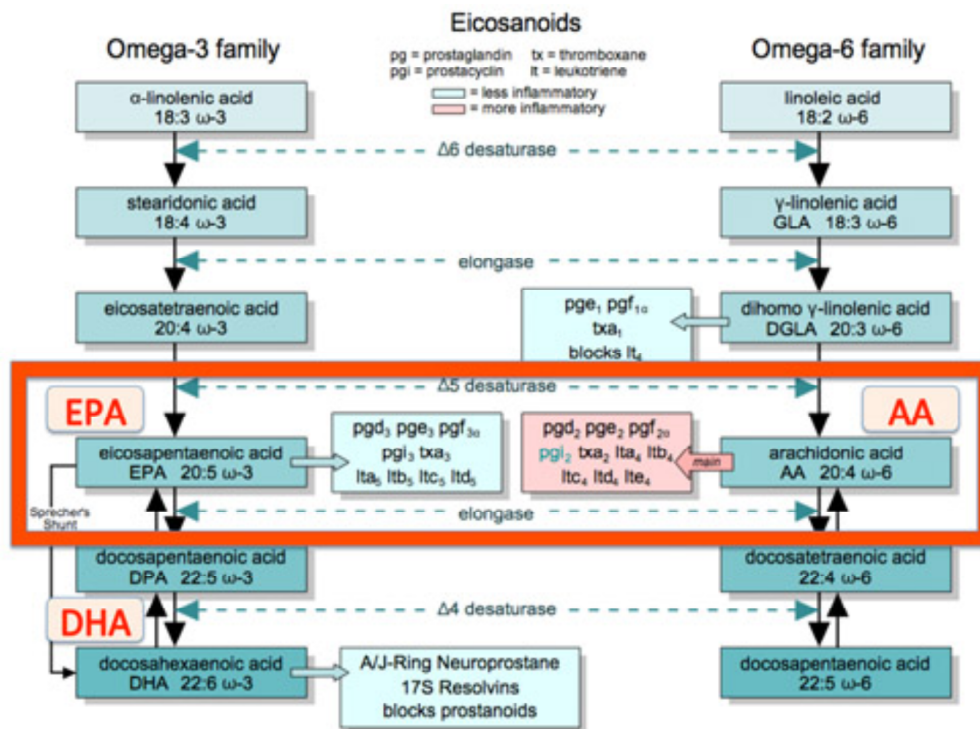 Eicosanoids
Omega-3 family
Omega-6 family
pg = prostaglandin tx = thromboxane
pgi = prostacyclin lt = leukotriene
= less inflammatory
= more inflammatory
α-linolenic acid
18:3 ω-3
linoleic acid
18:2 ω-6
Δ6 desaturase
stearidonic acid
18:4 ω-3
γ-linolenic acid
GLA 18:3 ω-6
elongase
eicosatetraenoic acid
20:4 ω-3
pge₁ pgf₁α
txa₁
blocks lt₄
dihomo γ-linolenic acid
DGLA 20:3 ω-6
Δ5 desaturase
EPA
AA
eicosapentaenoic acid
EPA 20:5 ω-3
pgd₃ pge₃ pgf₃α
pgi₃ txa₃
lta₅ ltb₅ ltc₅ ltd₅
pgd₂ pge₂ pgf₂α
pgi₂ txa₂ lta₄ ltb₄
ltc₄ ltd₄ lte₄
main
arachidonic acid
AA 20:4 ω-6
Sprecher's
Shunt
elongase
docosapentaenoic acid
DPA 22:5 ω-3
docosatetraenoic acid
22:4 ω-6
DHA
Δ4 desaturase
docosahexaenoic acid
DHA 22:6 ω-3
A/J-Ring Neuroprostane
17S Resolvins
blocks prostanoids
docosapentaenoic acid
22:5 ω-6